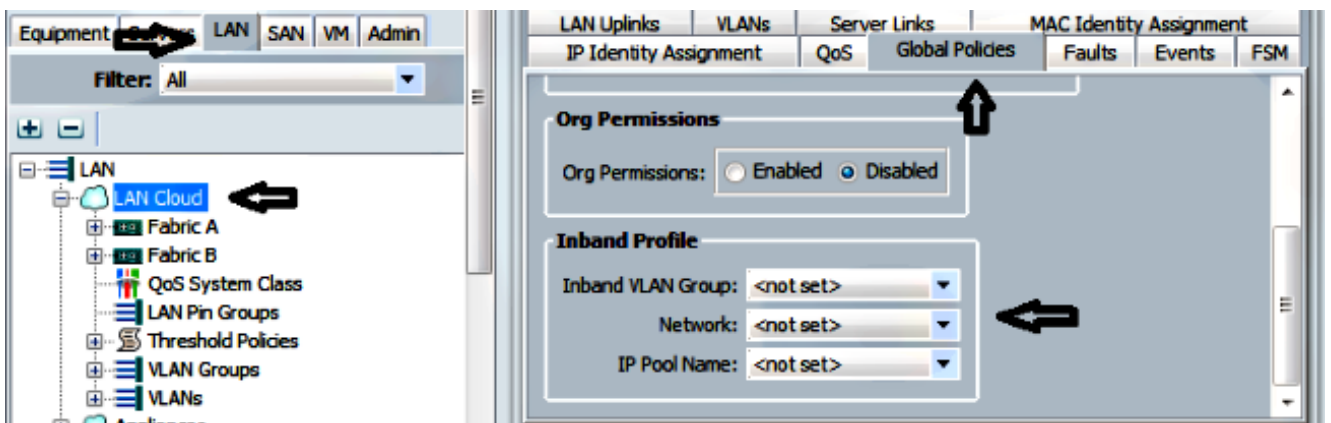 Equipment LAN SAN VM Admin
Filter: All
LAN
LAN Cloud
Fabric A
Fabric B
QoS System Class
LAN Pin Groups
Threshold Policies
VLAN Groups
VLANs
LAN Uplinks VLANs Server Links MAC Identity Assignment
IP Identity Assignment QoS Global Policies Faults Events FSM
Org Permissions
Org Permissions: Enabled Disabled
Inband Profile
Inband VLAN Group: <not set>
Network: <not set>
IP Pool Name: <not set>